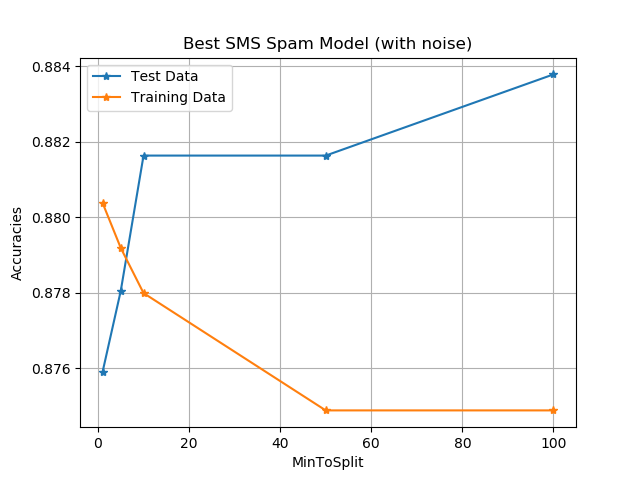 Best SMS Spam Model (with noise)
Test Data
Training Data
0.884
0.882
0.880
0.878
0.876
Accuracies
0 20 40 60 80 100
MinToSplit